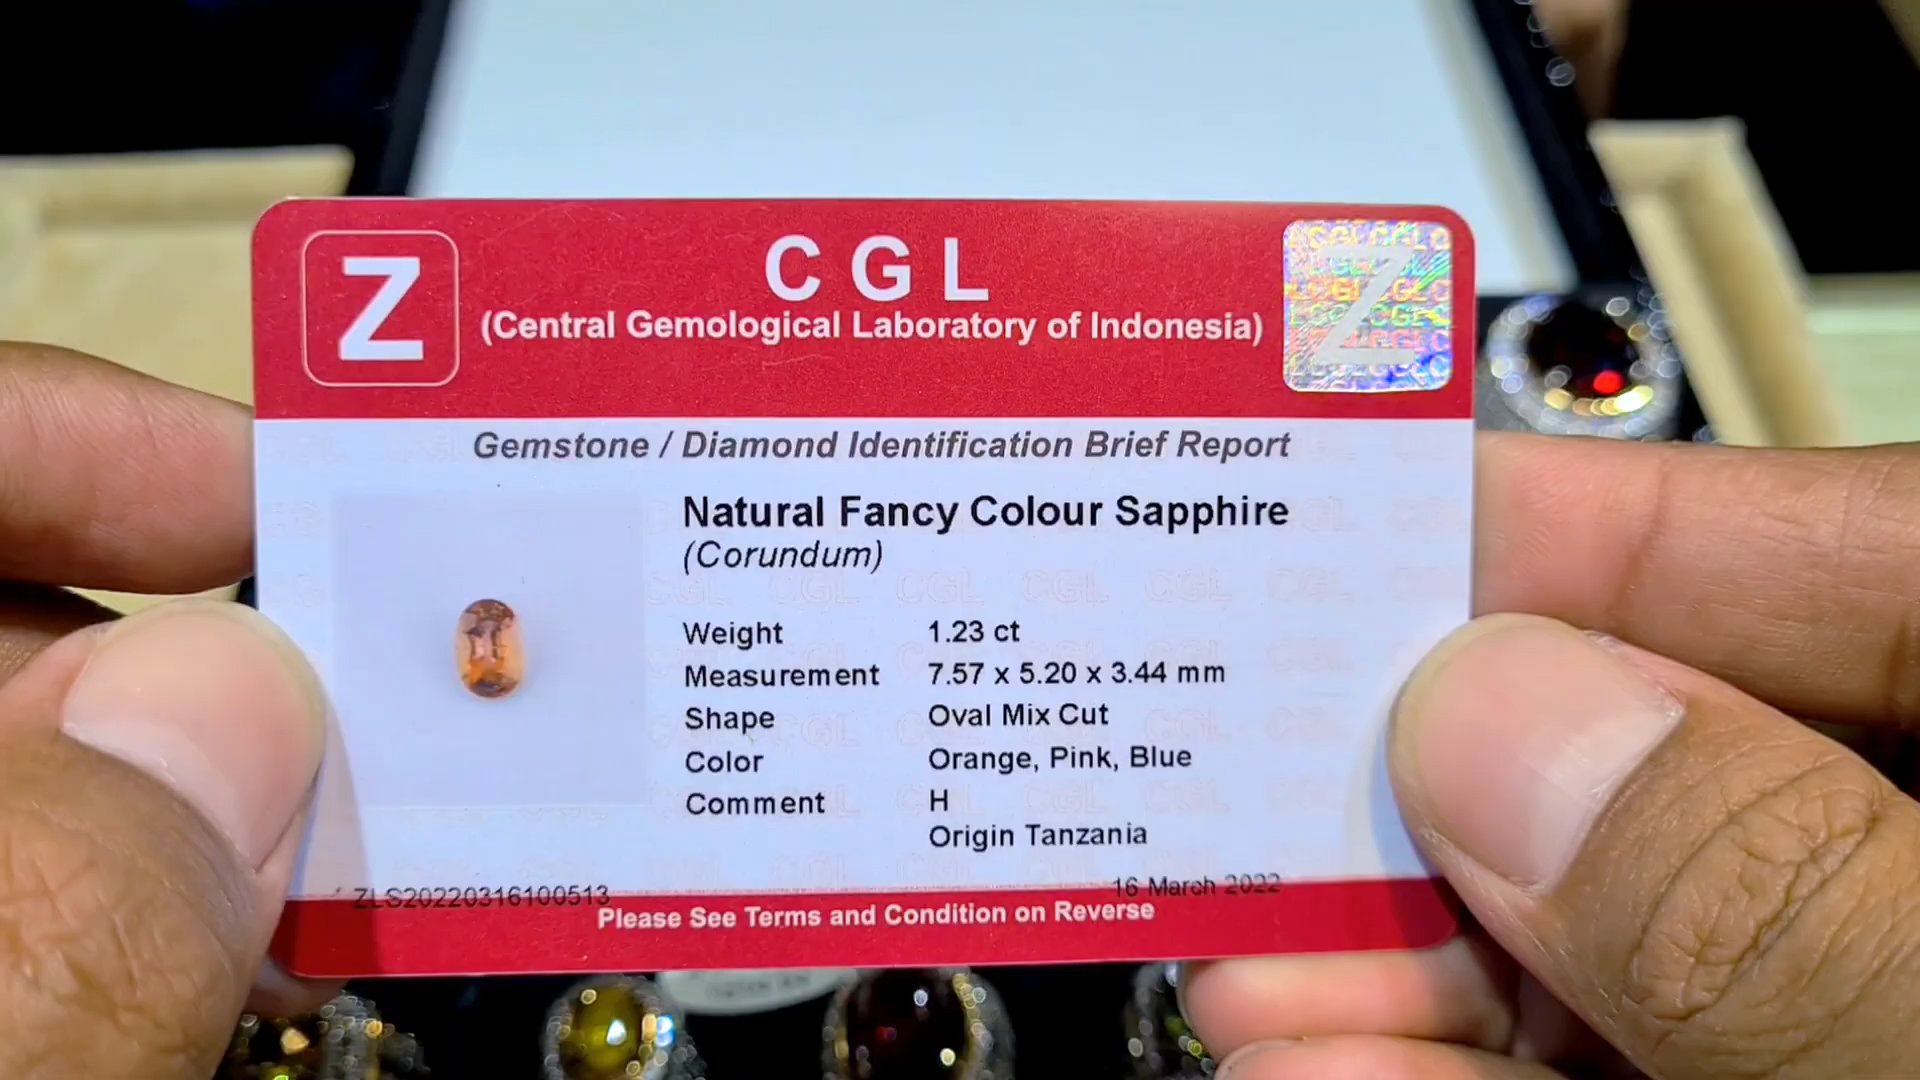 Z
C G L
(Central Gemological Laboratory of Indonesia)
Z
Gemstone / Diamond Identification Brief Report
Natural Fancy Colour Sapphire
(Corundum)
Weight 1.23 ct
Measurement 7.57 x 5.20 x 3.44 mm
Shape Oval Mix Cut
Color Orange, Pink, Blue
Comment H
Origin Tanzania
ZLS20220316100513
16 March 2022
Please See Terms and Condition on Reverse